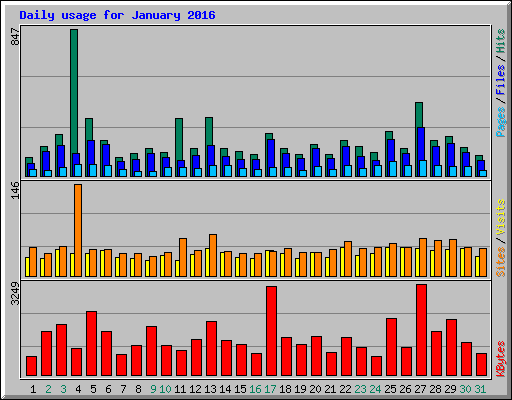 Daily usage for January 2016
847
Pages / Files / Hits
146
Sites / Visits
3249
KBytes
1 2 3 4 5 6 7 8 9 10 11 12 13 14 15 16 17 18 19 20 21 22 23 24 25 26 27 28 29 30 31